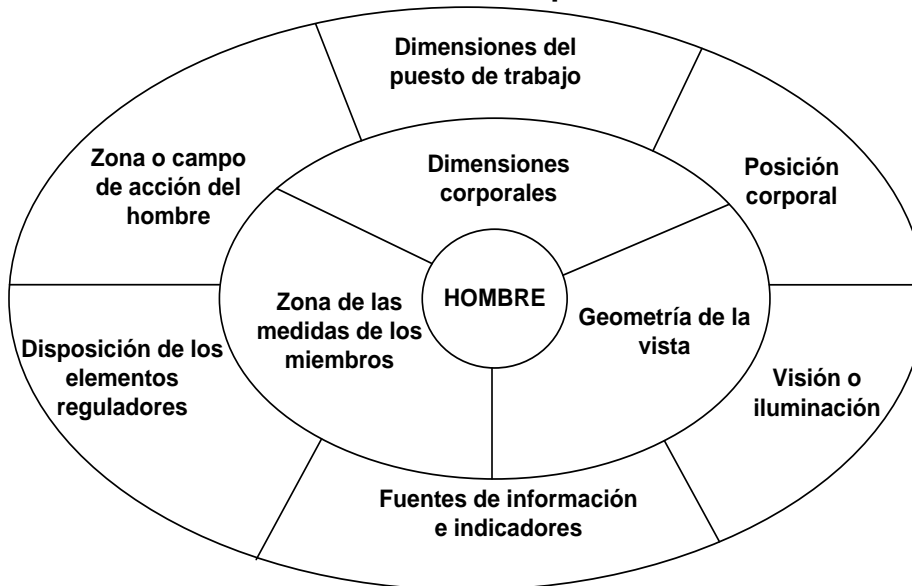 Dimensiones del
puesto de trabajo
Zona o campo
de acción del
hombre
Dimensiones
corporales
Posición
corporal
HOMBRE
Zona de las
medidas de los
miembros
Geometría de la
vista
Disposición de los
elementos
reguladores
Visión o
iluminación
Fuentes de información
e indicadores